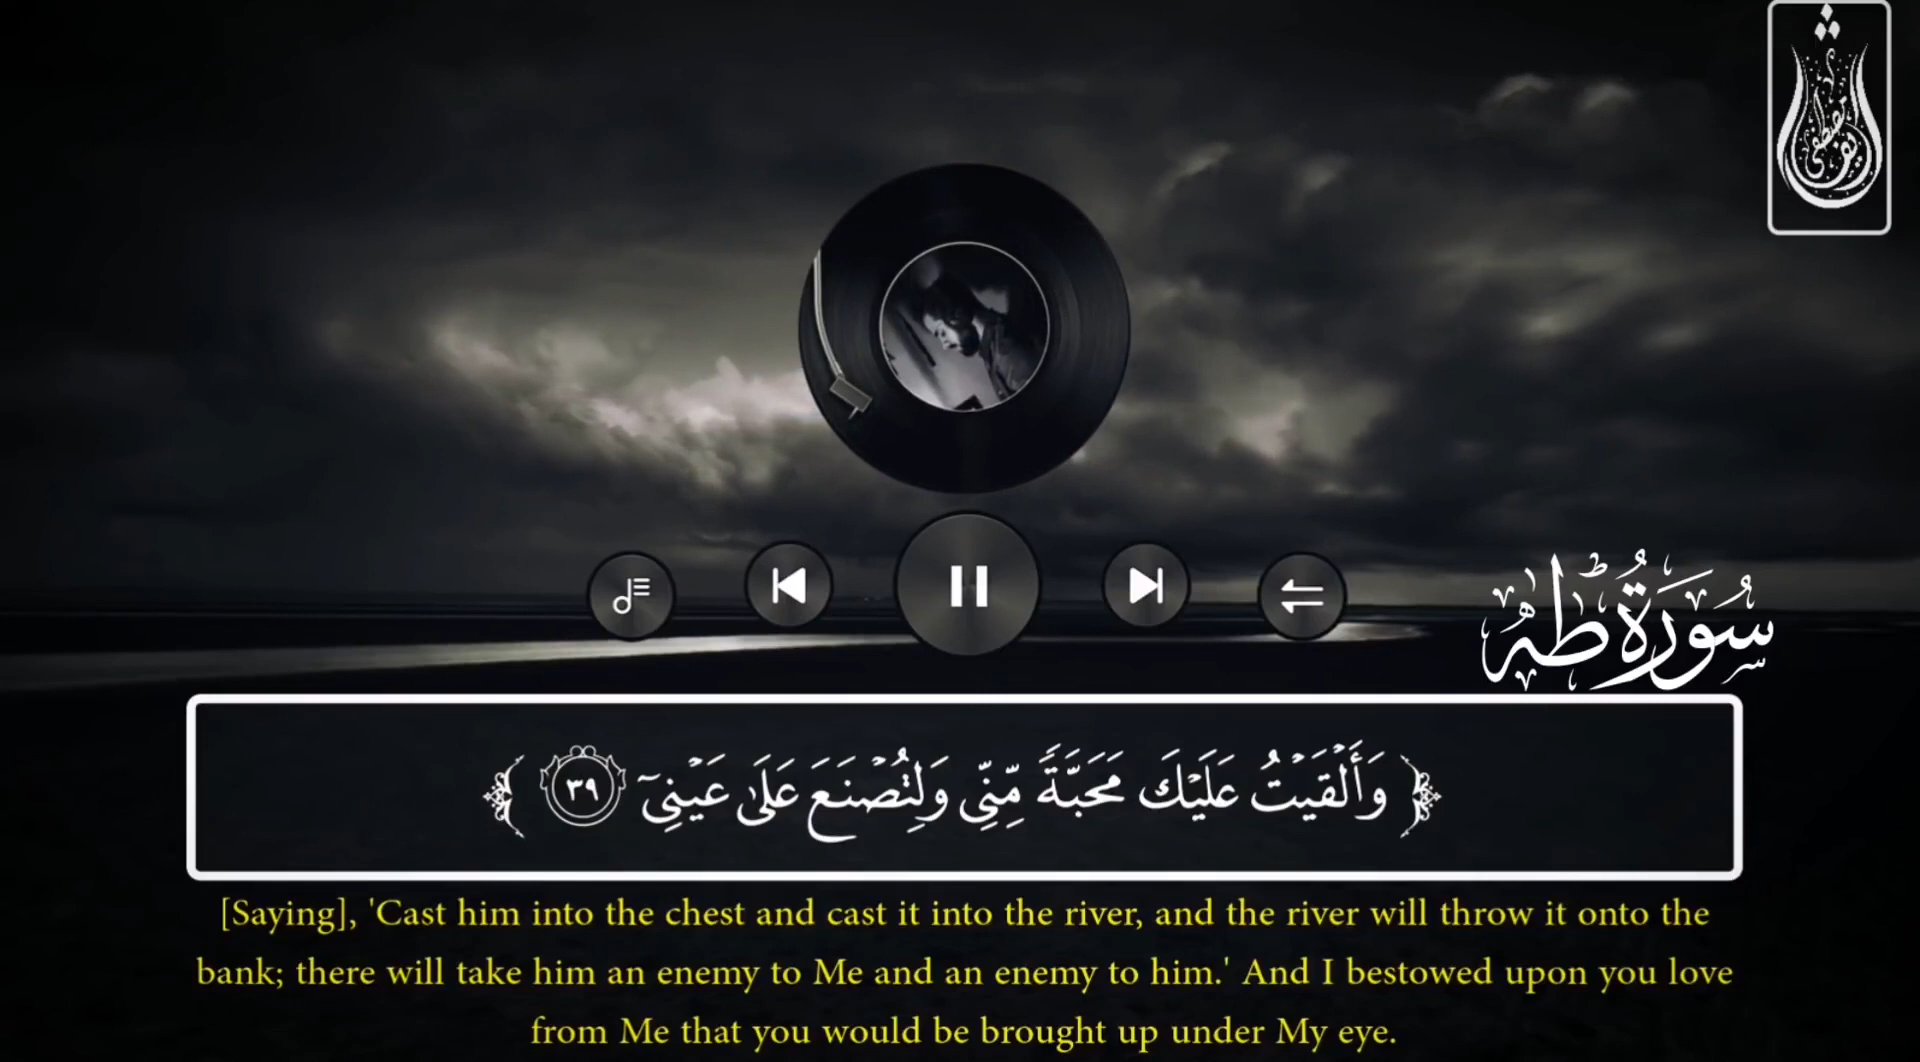 سُورَةُ طه
﴿وَأَلْقَيْتُ عَلَيْكَ مَحَبَّةً مِّنِّى وَلِتُصْنَعَ عَلَىٰ عَيْنِىٓ ٣٩﴾
[Saying], 'Cast him into the chest and cast it into the river, and the river will throw it onto the
bank; there will take him an enemy to Me and an enemy to him.' And I bestowed upon you love
from Me that you would be brought up under My eye.